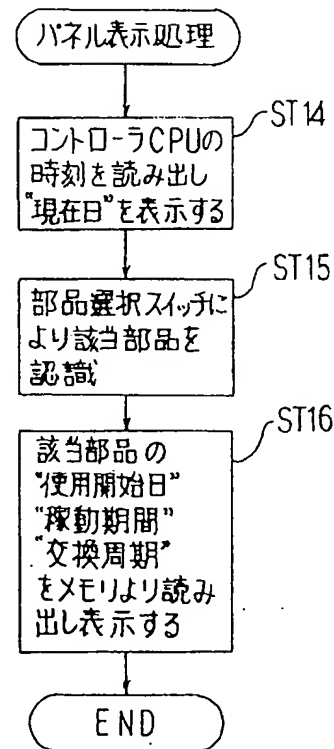 パネル表示処理
ST14
コントローラCPUの
時刻を読み出し
"現在日"を表示する
ST15
部品選択スイッチに
より該当部品を
認識
ST16
該当部品の
"使用開始日"
"稼動期間"
"交換周期"
をメモリより読み
出し表示する
END